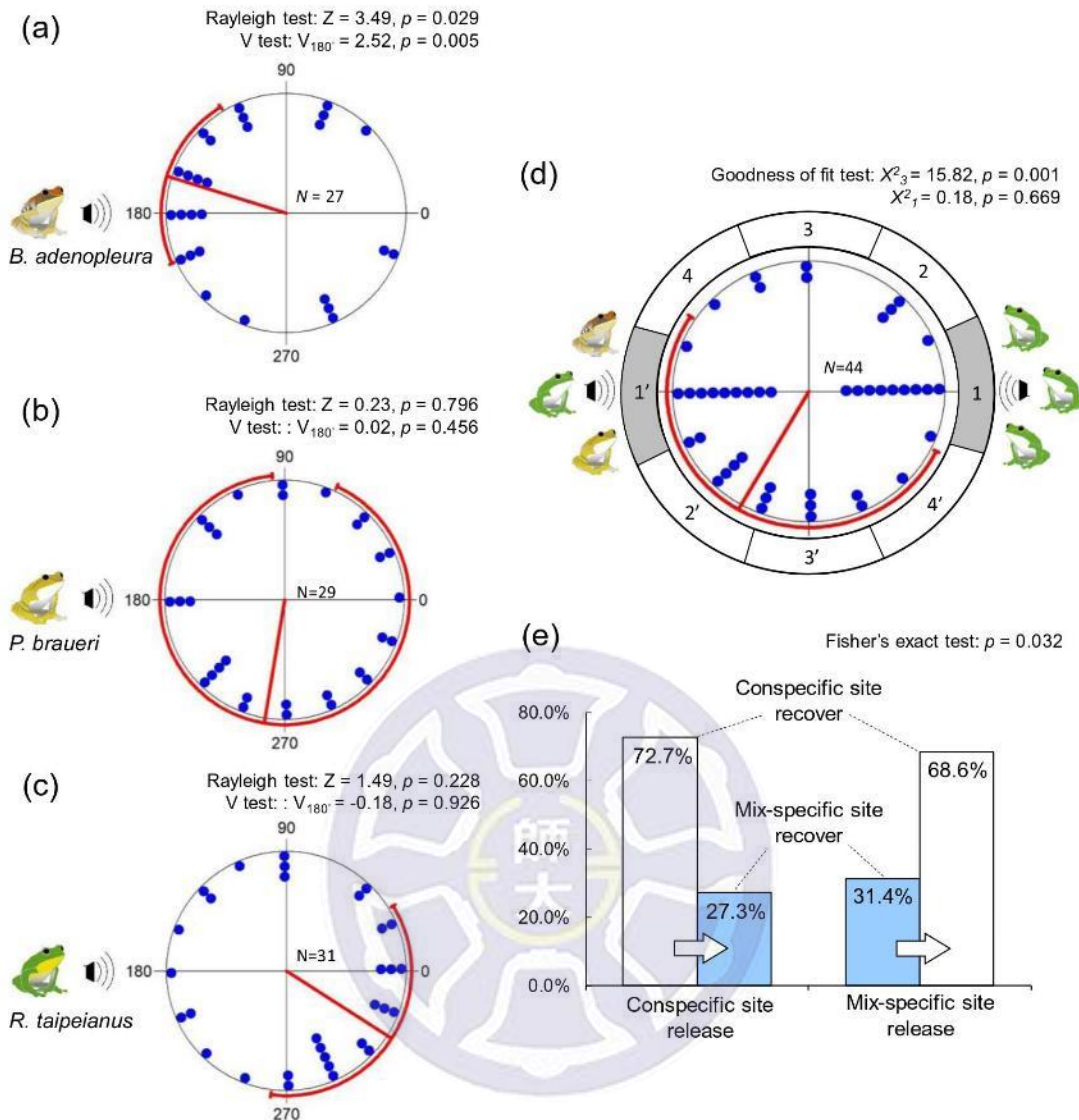 (a)
Rayleigh test: Z = 3.49, p = 0.029
V test: V180° = 2.52, p = 0.005
90
N = 27
180
0
B. adenopleura
270
(b)
Rayleigh test: Z = 0.23, p = 0.796
V test: : V180° = 0.02, p = 0.456
90
N=29
180
0
P. braueri
270
(c)
Rayleigh test: Z = 1.49, p = 0.228
V test: : V180° = -0.18, p = 0.926
90
N=31
180
0
R. taipeianus
270
(d)
Goodness of fit test: X²3 = 15.82, p = 0.001
X²1 = 0.18, p = 0.669
3
4
2
N=44
1'
1
2'
4'
3'
(e)
Fisher's exact test: p = 0.032
Conspecific site
recover
80.0%
72.7%
68.6%
60.0%
Mix-specific site
recover
40.0%
31.4%
27.3%
20.0%
0.0%
Conspecific site
release
Mix-specific site
release
師
大